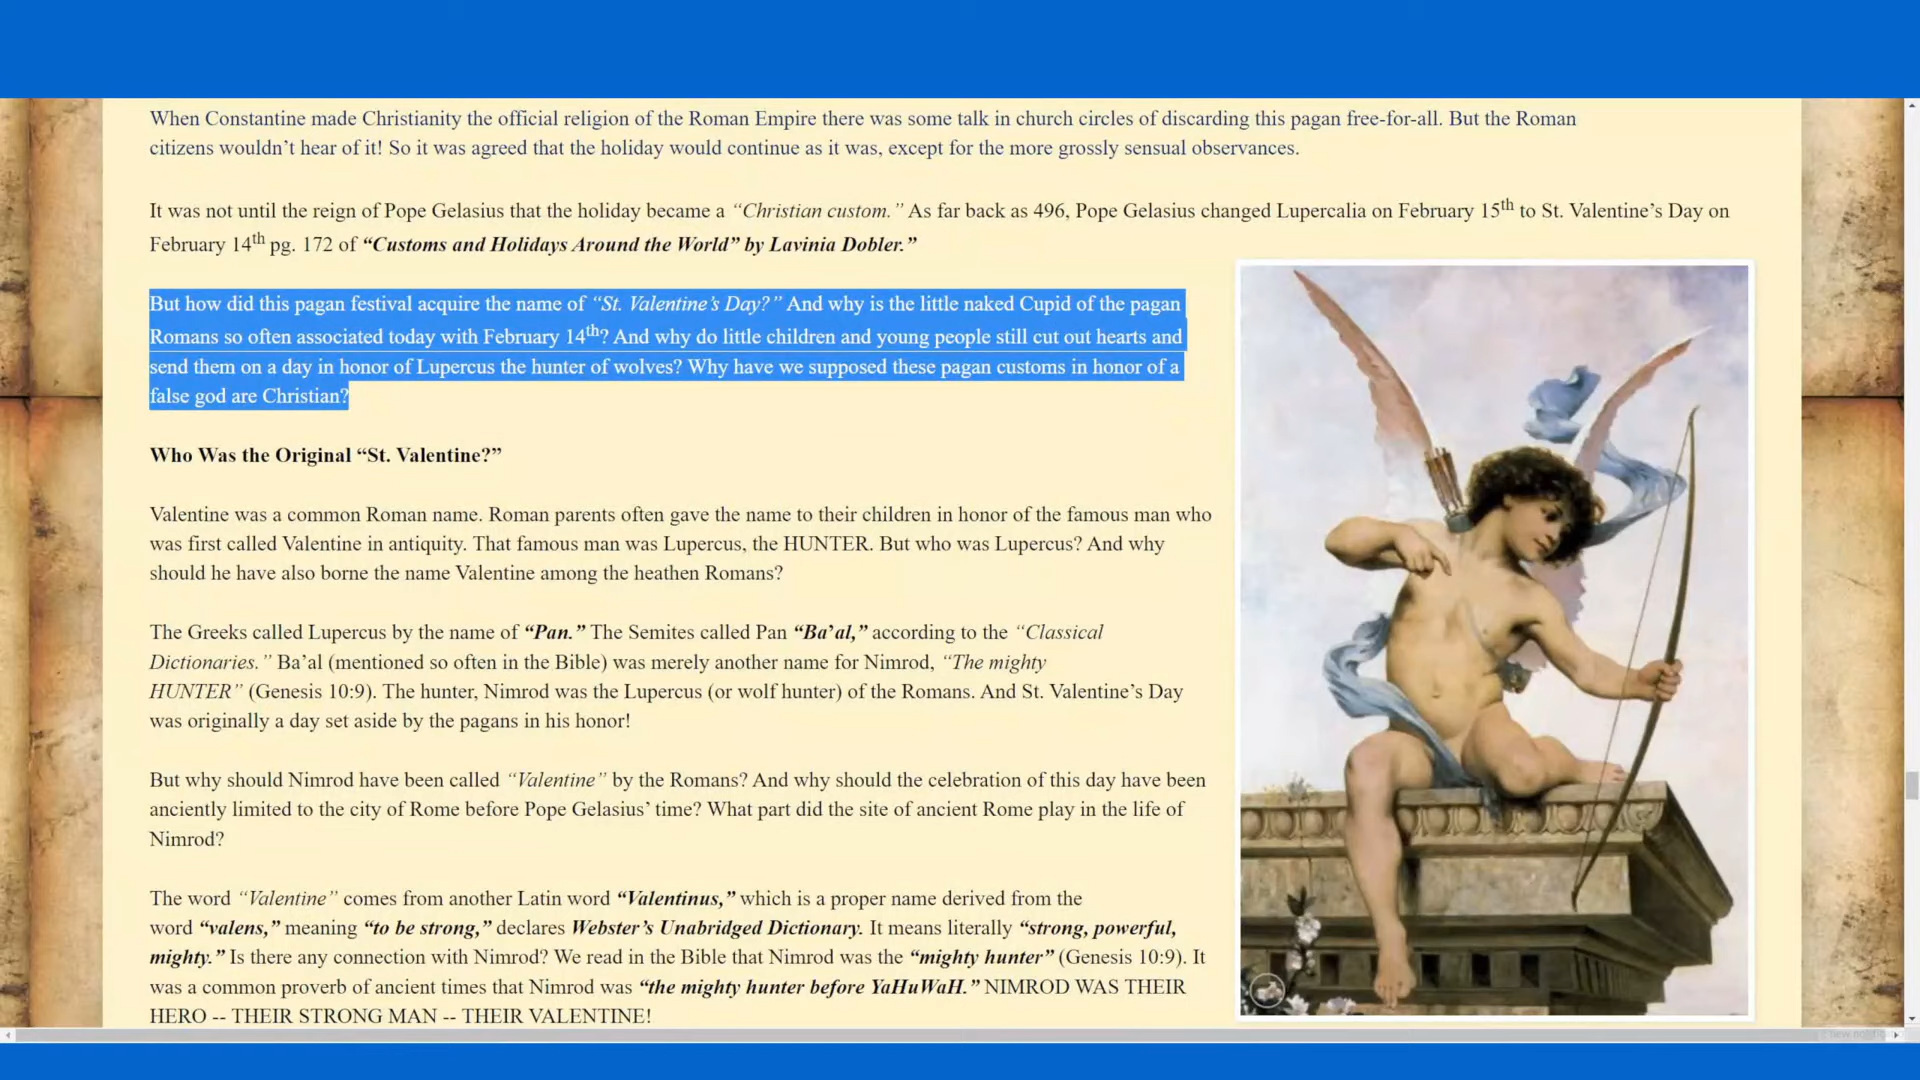 When Constantine made Christianity the official religion of the Roman Empire there was some talk in church circles of discarding this pagan free-for-all. But the Roman
citizens wouldn’t hear of it! So it was agreed that the holiday would continue as it was, except for the more grossly sensual observances.
It was not until the reign of Pope Gelasius that the holiday became a “Christian custom.” As far back as 496, Pope Gelasius changed Lupercalia on February 15th to St. Valentine’s Day on
February 14th pg. 172 of “Customs and Holidays Around the World” by Lavinia Dobler.”
But how did this pagan festival acquire the name of “St. Valentine’s Day?” And why is the little naked Cupid of the pagan
Romans so often associated today with February 14th? And why do little children and young people still cut out hearts and
send them on a day in honor of Lupercus the hunter of wolves? Why have we supposed these pagan customs in honor of a
false god are Christian?
Who Was the Original “St. Valentine?”
Valentine was a common Roman name. Roman parents often gave the name to their children in honor of the famous man who
was first called Valentine in antiquity. That famous man was Lupercus, the HUNTER. But who was Lupercus? And why
should he have also borne the name Valentine among the heathen Romans?
The Greeks called Lupercus by the name of “Pan.” The Semites called Pan “Ba’al,” according to the “Classical
Dictionaries.” Ba’al (mentioned so often in the Bible) was merely another name for Nimrod, “The mighty
HUNTER” (Genesis 10:9). The hunter, Nimrod was the Lupercus (or wolf hunter) of the Romans. And St. Valentine’s Day
was originally a day set aside by the pagans in his honor!
But why should Nimrod have been called “Valentine” by the Romans? And why should the celebration of this day have been
anciently limited to the city of Rome before Pope Gelasius’ time? What part did the site of ancient Rome play in the life of
Nimrod?
The word “Valentine” comes from another Latin word “Valentinus,” which is a proper name derived from the
word “valens,” meaning “to be strong,” declares Webster’s Unabridged Dictionary. It means literally “strong, powerful,
mighty.” Is there any connection with Nimrod? We read in the Bible that Nimrod was the “mighty hunter” (Genesis 10:9). It
was a common proverb of ancient times that Nimrod was “the mighty hunter before YaHuWaH.” NIMROD WAS THEIR
HERO -- THEIR STRONG MAN -- THEIR VALENTINE!